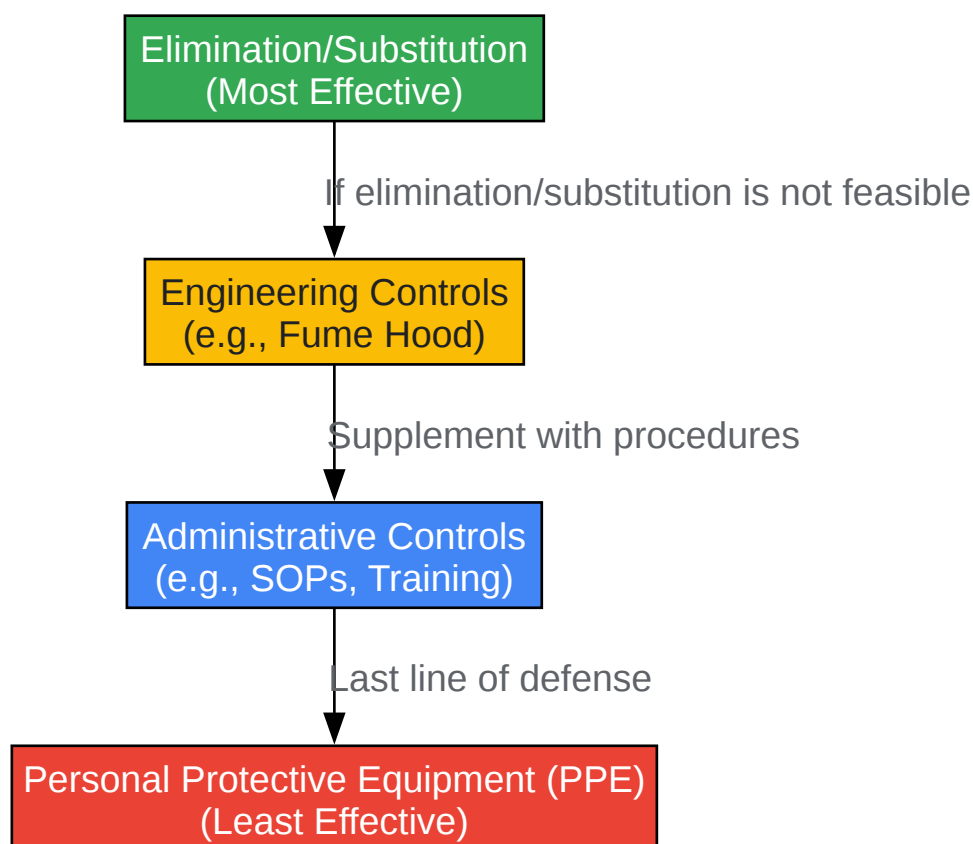 Elimination/Substitution
(Most Effective)
If elimination/substitution is not feasible
Engineering Controls
(e.g., Fume Hood)
Supplement with procedures
Administrative Controls
(e.g., SOPs, Training)
Last line of defense
Personal Protective Equipment (PPE)
(Least Effective)